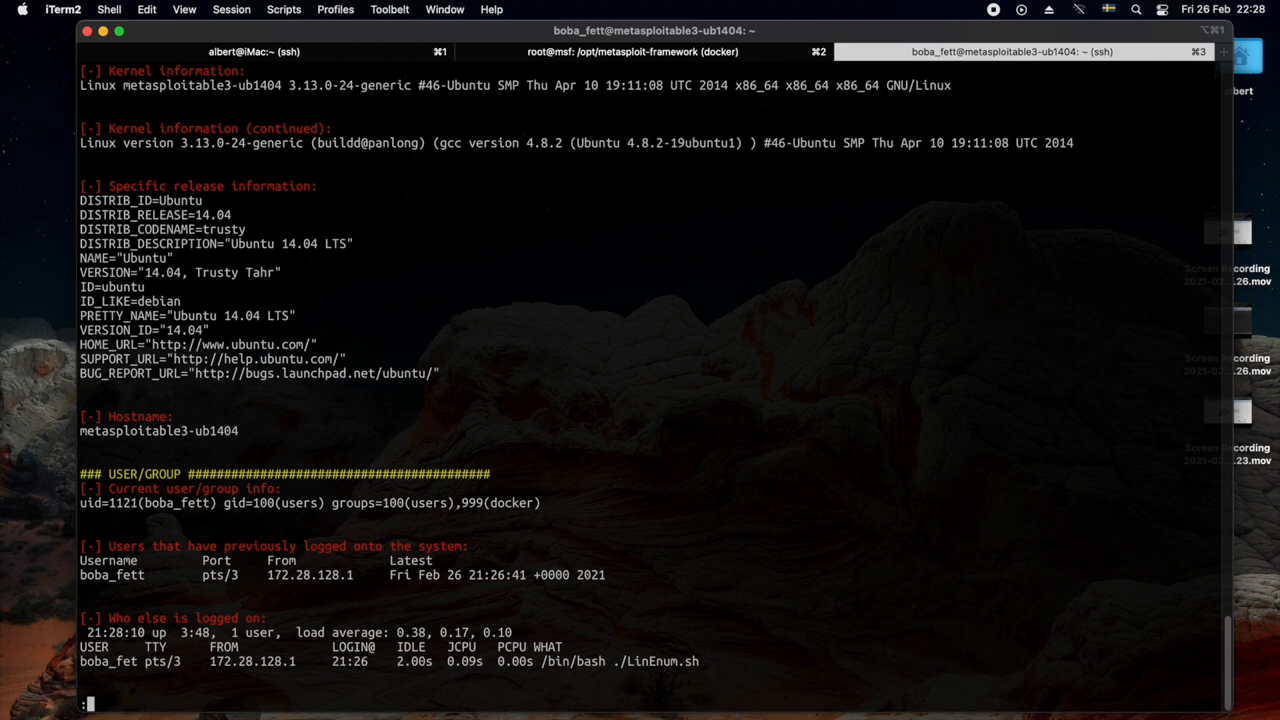 iTerm2 Shell Edit View Session Scripts Profiles Toolbelt Window Help Fri 26 Feb 22:28
boba_fett@metasploitable3-ub1404: ~ ⌥⌘1
albert@iMac:~ (ssh) ⌘1 root@msf: /opt/metasploit-framework (docker) ⌘2 boba_fett@metasploitable3-ub1404: ~ (ssh) ⌘3 +
[-] Kernel information:
Linux metasploitable3-ub1404 3.13.0-24-generic #46-Ubuntu SMP Thu Apr 10 19:11:08 UTC 2014 x86_64 x86_64 x86_64 GNU/Linux
[-] Kernel information (continued):
Linux version 3.13.0-24-generic (buildd@panlong) (gcc version 4.8.2 (Ubuntu 4.8.2-19ubuntu1) ) #46-Ubuntu SMP Thu Apr 10 19:11:08 UTC 2014
[-] Specific release information:
DISTRIB_ID=Ubuntu
DISTRIB_RELEASE=14.04
DISTRIB_CODENAME=trusty
DISTRIB_DESCRIPTION="Ubuntu 14.04 LTS"
NAME="Ubuntu"
VERSION="14.04, Trusty Tahr"
ID=ubuntu
ID_LIKE=debian
PRETTY_NAME="Ubuntu 14.04 LTS"
VERSION_ID="14.04"
HOME_URL="http://www.ubuntu.com/"
SUPPORT_URL="http://help.ubuntu.com/"
BUG_REPORT_URL="http://bugs.launchpad.net/ubuntu/"
[-] Hostname:
metasploitable3-ub1404
### USER/GROUP ##########################################
[-] Current user/group info:
uid=1121(boba_fett) gid=100(users) groups=100(users),999(docker)
[-] Users that have previously logged onto the system:
Username Port From Latest
boba_fett pts/3 172.28.128.1 Fri Feb 26 21:26:41 +0000 2021
[-] Who else is logged on:
21:28:10 up 3:48, 1 user, load average: 0.38, 0.17, 0.10
USER TTY FROM LOGIN@ IDLE JCPU PCPU WHAT
boba_fet pts/3 172.28.128.1 21:26 2.00s 0.09s 0.00s /bin/bash ./LinEnum.sh
:
Screen Recording
Screen Recording
Screen Recording